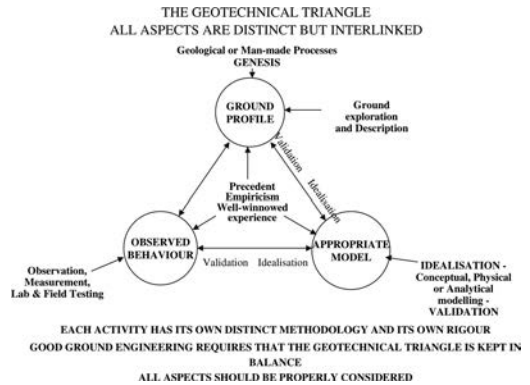 THE GEOTECHNICAL TRIANGLE
ALL ASPECTS ARE DISTINCT BUT INTERLINKED
Geological or Man-made Processes
GENESIS
GROUND
PROFILE
Ground
exploration
and Description
Validation
Idealisation
Precedent
Empiricism
Well-winnowed
experience
OBSERVED
BEHAVIOUR
Validation Idealisation
APPROPRIATE
MODEL
Observation,
Measurement,
Lab & Field Testing
IDEALISATION -
Conceptual, Physical
or Analytical
modelling -
VALIDATION
EACH ACTIVITY HAS ITS OWN DISTINCT METHODOLOGY AND ITS OWN RIGOUR
GOOD GROUND ENGINEERING REQUIRES THAT THE GEOTECHNICAL TRIANGLE IS KEPT IN
BALANCE
ALL ASPECTS SHOULD BE PROPERLY CONSIDERED